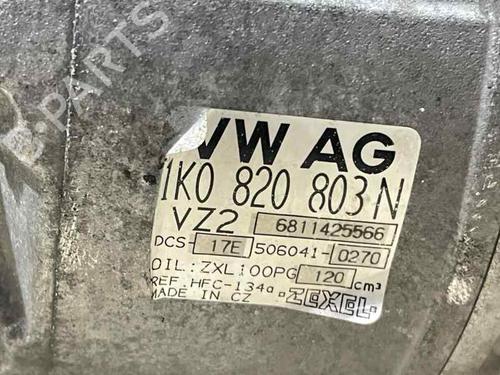 B-PARTS
VW AG
1K0 820 803 N
VZ2 6811425566
DCS- 17E 506041- 0270
OIL: ZXL100PG 120 cm³
REF. HFC-134a
MADE IN CZ ZEXEL